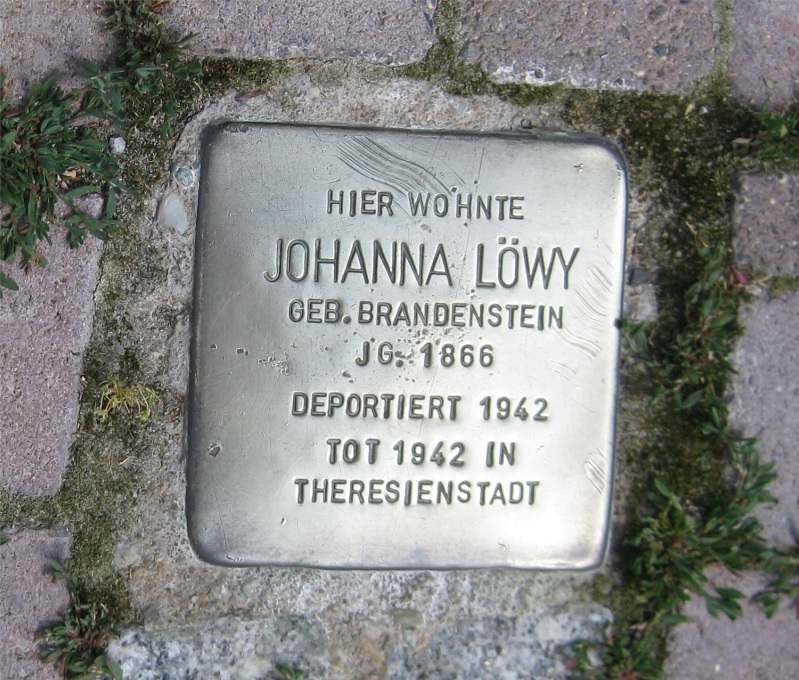 HIER WOHNTE
JOHANNA LÖWY
GEB. BRANDENSTEIN
JG. 1866
DEPORTIERT 1942
TOT 1942 IN
THERESIENSTADT